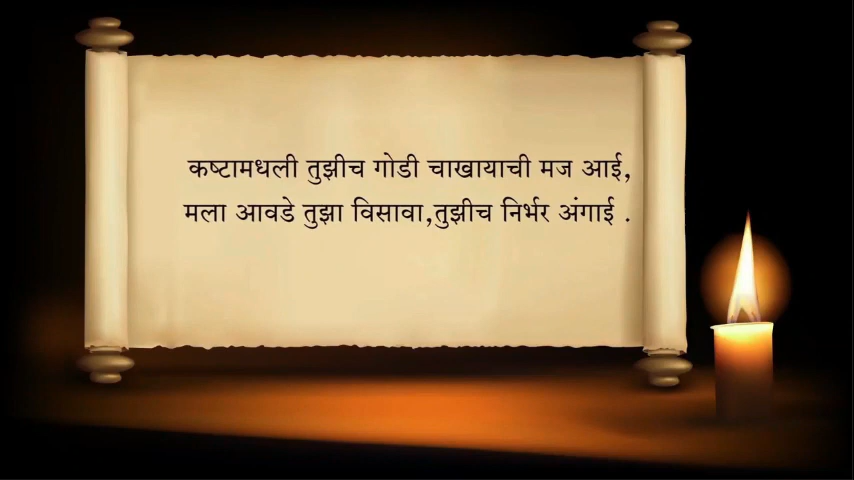 कष्टामधली तुझीच गोडी चाखायाची मज आई,
मला आवडे तुझा विसावा,तुझीच निर्भर अंगाई .